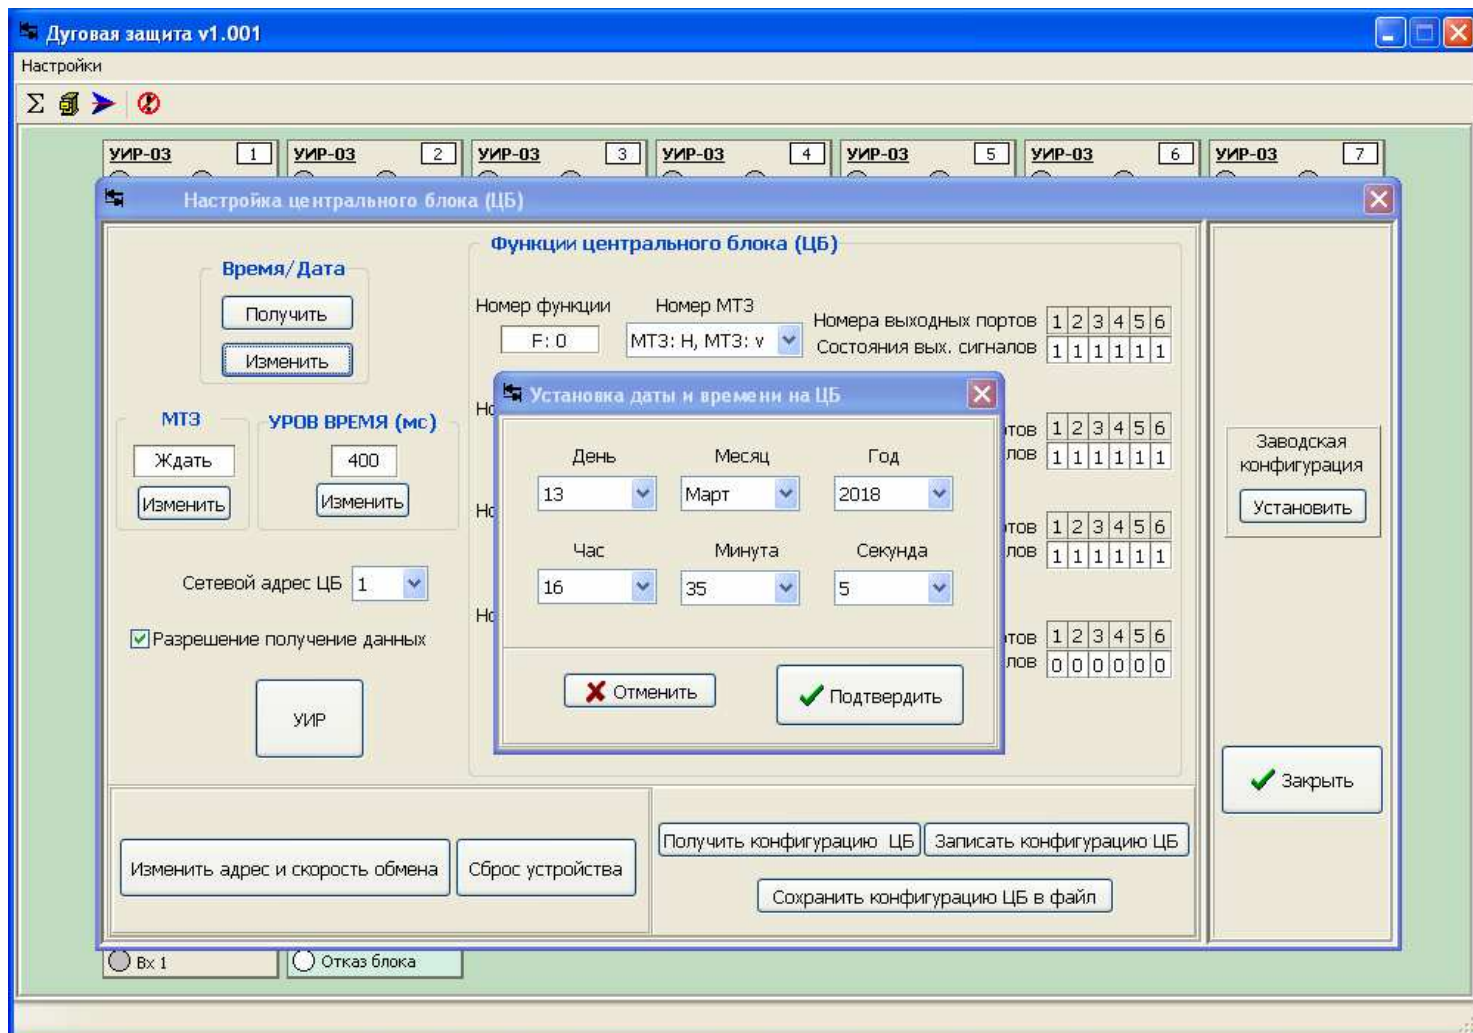 Дуговая защита v1.001
Настройки
УИР-03 1 УИР-03 2 УИР-03 3 УИР-03 4 УИР-03 5 УИР-03 6 УИР-03 7
Настройка центрального блока (ЦБ)
Время/Дата
Получить
Изменить
МТЗ
Ждать
Изменить
УРОВ ВРЕМЯ (мс)
400
Изменить
Сетевой адрес ЦБ 1
Разрешение получение данных
УИР
Функции центрального блока (ЦБ)
Номер функции Номер МТЗ
F: 0 МТЗ: Н, МТЗ: v
Номера выходных портов 1 2 3 4 5 6
Состояния вых. сигналов 1 1 1 1 1 1
1 2 3 4 5 6
1 1 1 1 1 1
1 2 3 4 5 6
1 1 1 1 1 1
1 2 3 4 5 6
0 0 0 0 0 0
Установка даты и времени на ЦБ
День Месяц Год
13 Март 2018
Час Минута Секунда
16 35 5
Отменить Подтвердить
Заводская
конфигурация
Установить
Закрыть
Изменить адрес и скорость обмена Сброс устройства
Получить конфигурацию ЦБ Записать конфигурацию ЦБ
Сохранить конфигурацию ЦБ в файл
Вх 1 Отказ блока